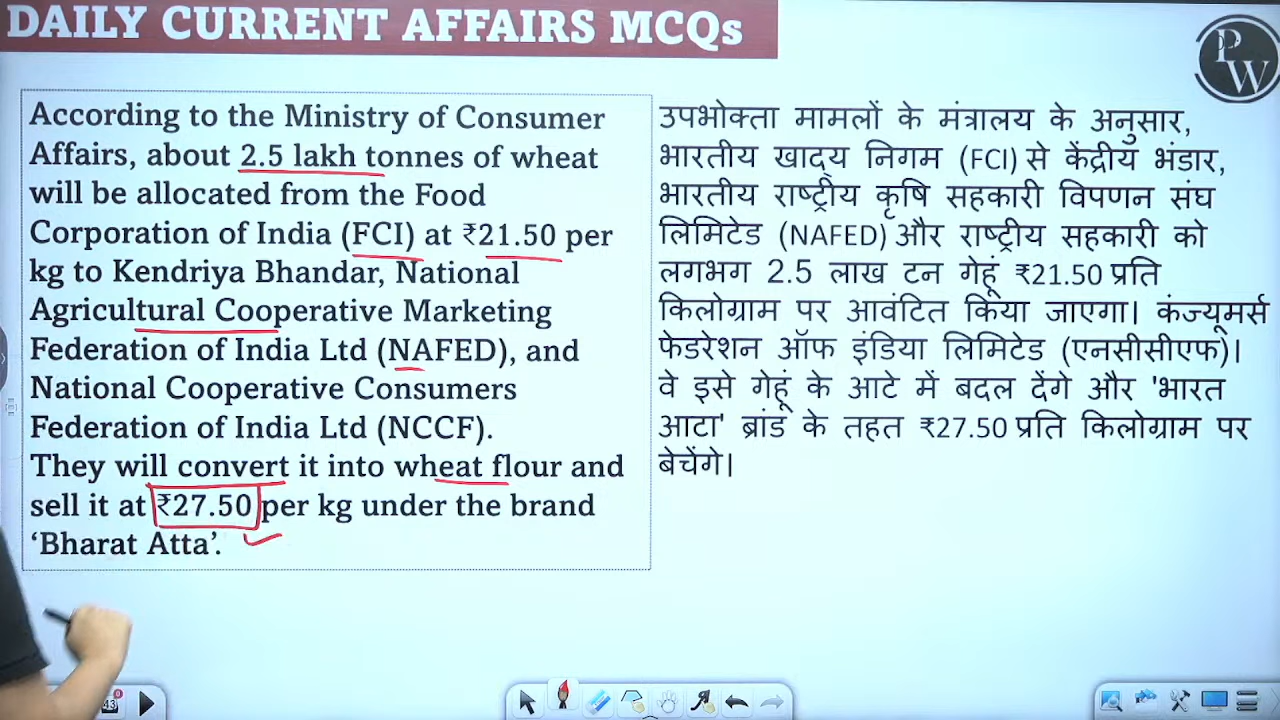 DAILY CURRENT AFFAIRS MCQs
PW
According to the Ministry of Consumer
Affairs, about 2.5 lakh tonnes of wheat
will be allocated from the Food
Corporation of India (FCI) at ₹21.50 per
kg to Kendriya Bhandar, National
Agricultural Cooperative Marketing
Federation of India Ltd (NAFED), and
National Cooperative Consumers
Federation of India Ltd (NCCF).
They will convert it into wheat flour and
sell it at ₹27.50 per kg under the brand
‘Bharat Atta’.
उपभोक्ता मामलों के मंत्रालय के अनुसार,
भारतीय खाद्य निगम (FCI) से केंद्रीय भंडार,
भारतीय राष्ट्रीय कृषि सहकारी विपणन संघ
लिमिटेड (NAFED) और राष्ट्रीय सहकारी को
लगभग 2.5 लाख टन गेहूं ₹21.50 प्रति
किलोग्राम पर आवंटित किया जाएगा। कंज्यूमर्स
फेडरेशन ऑफ इंडिया लिमिटेड (एनसीसीएफ)।
वे इसे गेहूं के आटे में बदल देंगे और 'भारत
आटा' ब्रांड के तहत ₹27.50 प्रति किलोग्राम पर
बेचेंगे।